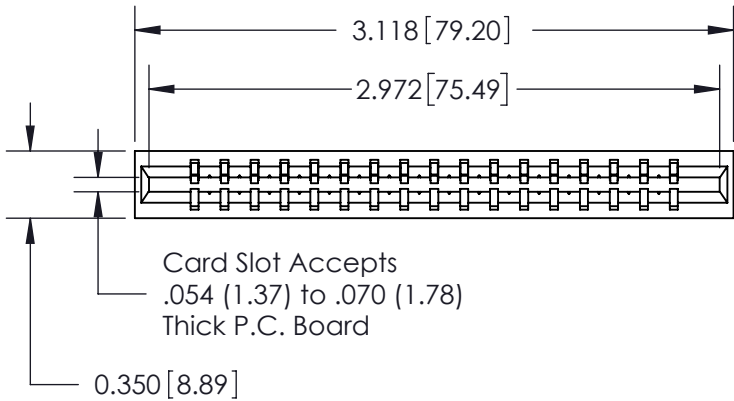 3.118 [79.20]
2.972 [75.49]
Card Slot Accepts
.054 (1.37) to .070 (1.78)
Thick P.C. Board
0.350 [8.89]